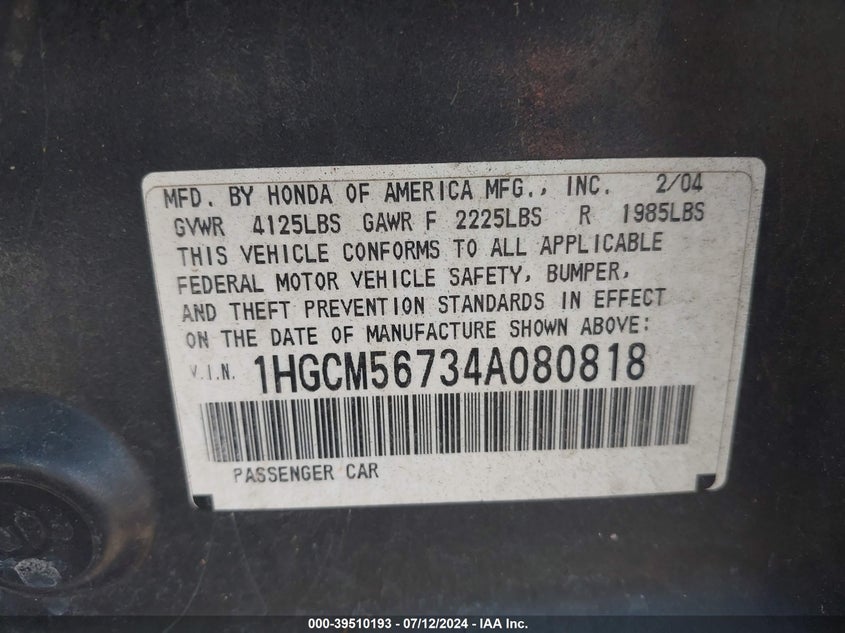 MFD. BY HONDA OF AMERICA MFG., INC. 2/04
GVWR 4125LBS GAWR F 2225LBS R 1985LBS
THIS VEHICLE CONFORMS TO ALL APPLICABLE
FEDERAL MOTOR VEHICLE SAFETY, BUMPER,
AND THEFT PREVENTION STANDARDS IN EFFECT
ON THE DATE OF MANUFACTURE SHOWN ABOVE:
V.I.N. 1HGCM56734A080818
PASSENGER CAR
000-39510193 - 07/12/2024 - IAA Inc.